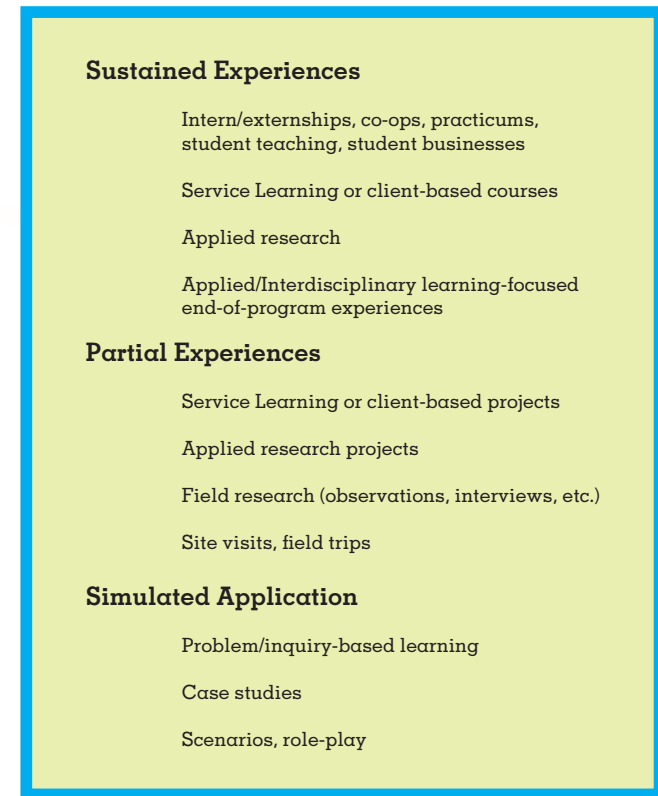 Sustained Experiences
Intern/externships, co-ops, practicums,
student teaching, student businesses
Service Learning or client-based courses
Applied research
Applied/Interdisciplinary learning-focused
end-of-program experiences
Partial Experiences
Service Learning or client-based projects
Applied research projects
Field research (observations, interviews, etc.)
Site visits, field trips
Simulated Application
Problem/inquiry-based learning
Case studies
Scenarios, role-play